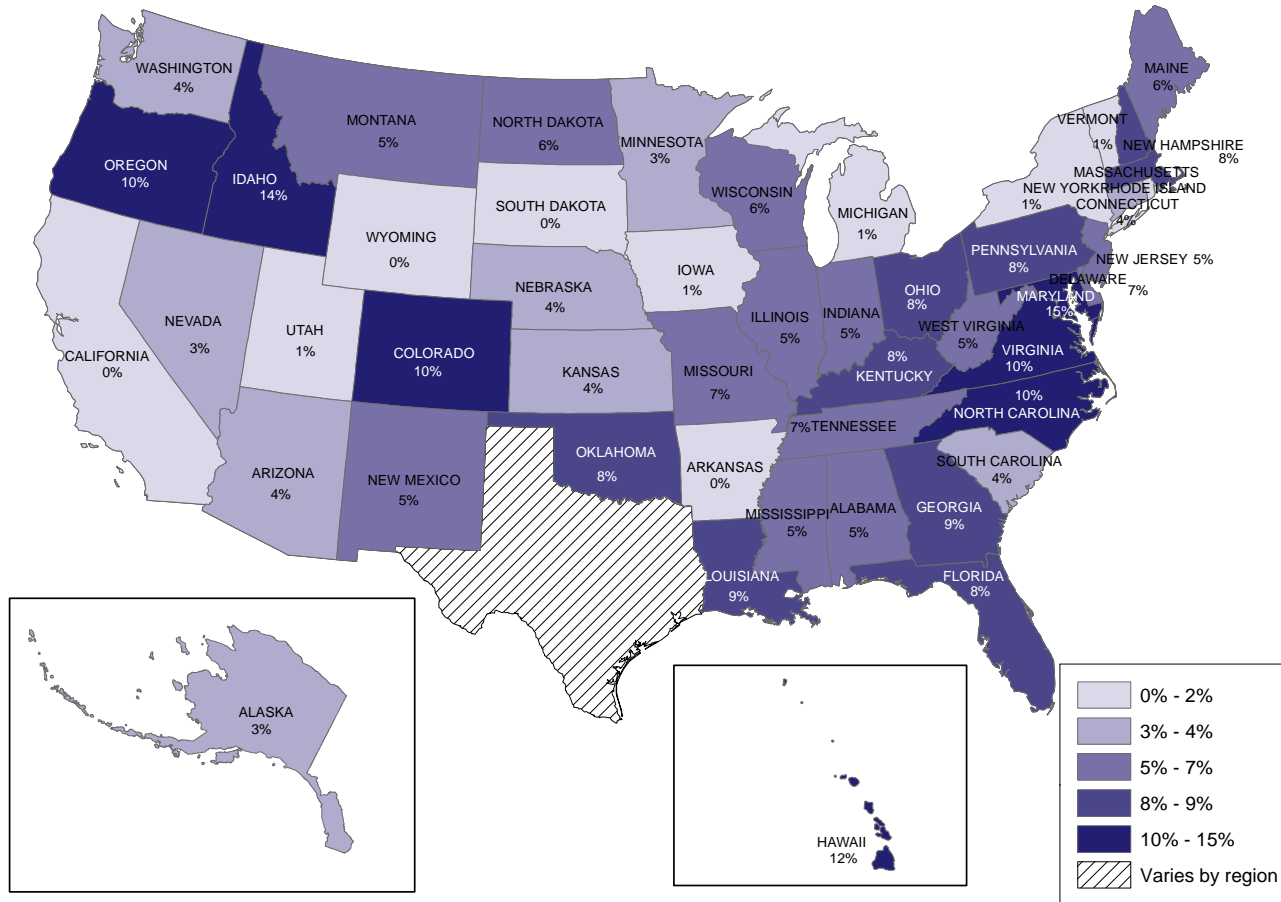 WASHINGTON
4%
MONTANA
5%
NORTH DAKOTA
6%
MINNESOTA
3%
MAINE
6%
VERMONT
1%
NEW HAMPSHIRE
8%
OREGON
10%
IDAHO
14%
WISCONSIN
6%
MASSACHUSETTS
NEW YORK
1%
RHODE ISLAND
CONNECTICUT
4%
SOUTH DAKOTA
0%
MICHIGAN
1%
WYOMING
0%
PENNSYLVANIA
8%
NEW JERSEY 5%
IOWA
1%
DELAWARE
7%
NEBRASKA
4%
OHIO
8%
MARYLAND
15%
NEVADA
3%
UTAH
1%
ILLINOIS
5%
INDIANA
5%
WEST VIRGINIA
5%
CALIFORNIA
0%
COLORADO
10%
KANSAS
4%
MISSOURI
7%
8%
KENTUCKY
VIRGINIA
10%
10%
NORTH CAROLINA
7% TENNESSEE
OKLAHOMA
8%
ARIZONA
4%
NEW MEXICO
5%
ARKANSAS
0%
SOUTH CAROLINA
4%
MISSISSIPPI
5%
ALABAMA
5%
GEORGIA
9%
LOUISIANA
9%
FLORIDA
8%
ALASKA
3%
HAWAII
12%
0% - 2%
3% - 4%
5% - 7%
8% - 9%
10% - 15%
Varies by region